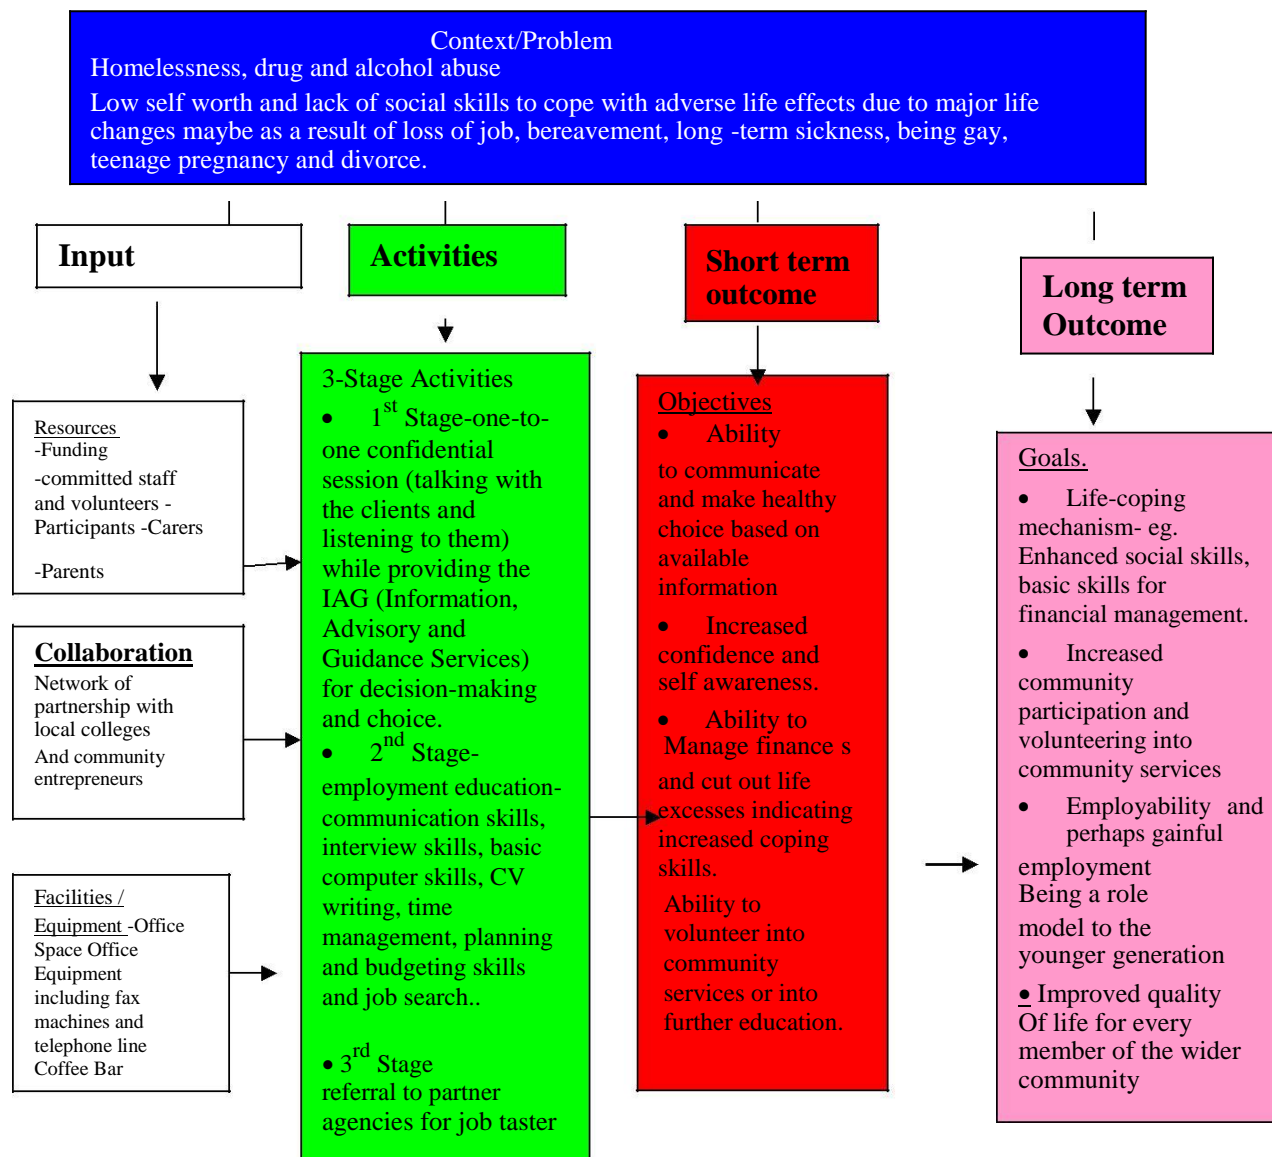 Context/Problem
Homelessness, drug and alcohol abuse
Low self worth and lack of social skills to cope with adverse life effects due to major life
changes maybe as a result of loss of job, bereavement, long -term sickness, being gay,
teenage pregnancy and divorce.
Input
Activities
Short term
outcome
Long term
Outcome
Resources
-Funding
-committed staff
and volunteers -
Participants -Carers
-Parents
Collaboration
Network of
partnership with
local colleges
And community
entrepreneurs
Facilities /
Equipment -Office
Space Office
Equipment
including fax
machines and
telephone line
Coffee Bar
3-Stage Activities
• 1st Stage-one-to-
one confidential
session (talking with
the clients and
listening to them)
while providing the
IAG (Information,
Advisory and
Guidance Services)
for decision-making
and choice.
• 2nd Stage-
employment education-
communication skills,
interview skills, basic
computer skills, CV
writing, time
management, planning
and budgeting skills
and job search..
• 3rd Stage
referral to partner
agencies for job taster
Objectives
• Ability
to communicate
and make healthy
choice based on
available
information
• Increased
confidence and
self awareness.
• Ability to
Manage finance s
and cut out life
excesses indicating
increased coping
skills.
Ability to
volunteer into
community
services or into
further education.
Goals.
• Life-coping
mechanism- eg.
Enhanced social skills,
basic skills for
financial management.
• Increased
community
participation and
volunteering into
community services
• Employability and
perhaps gainful
employment
Being a role
model to the
younger generation
• Improved quality
Of life for every
member of the wider
community